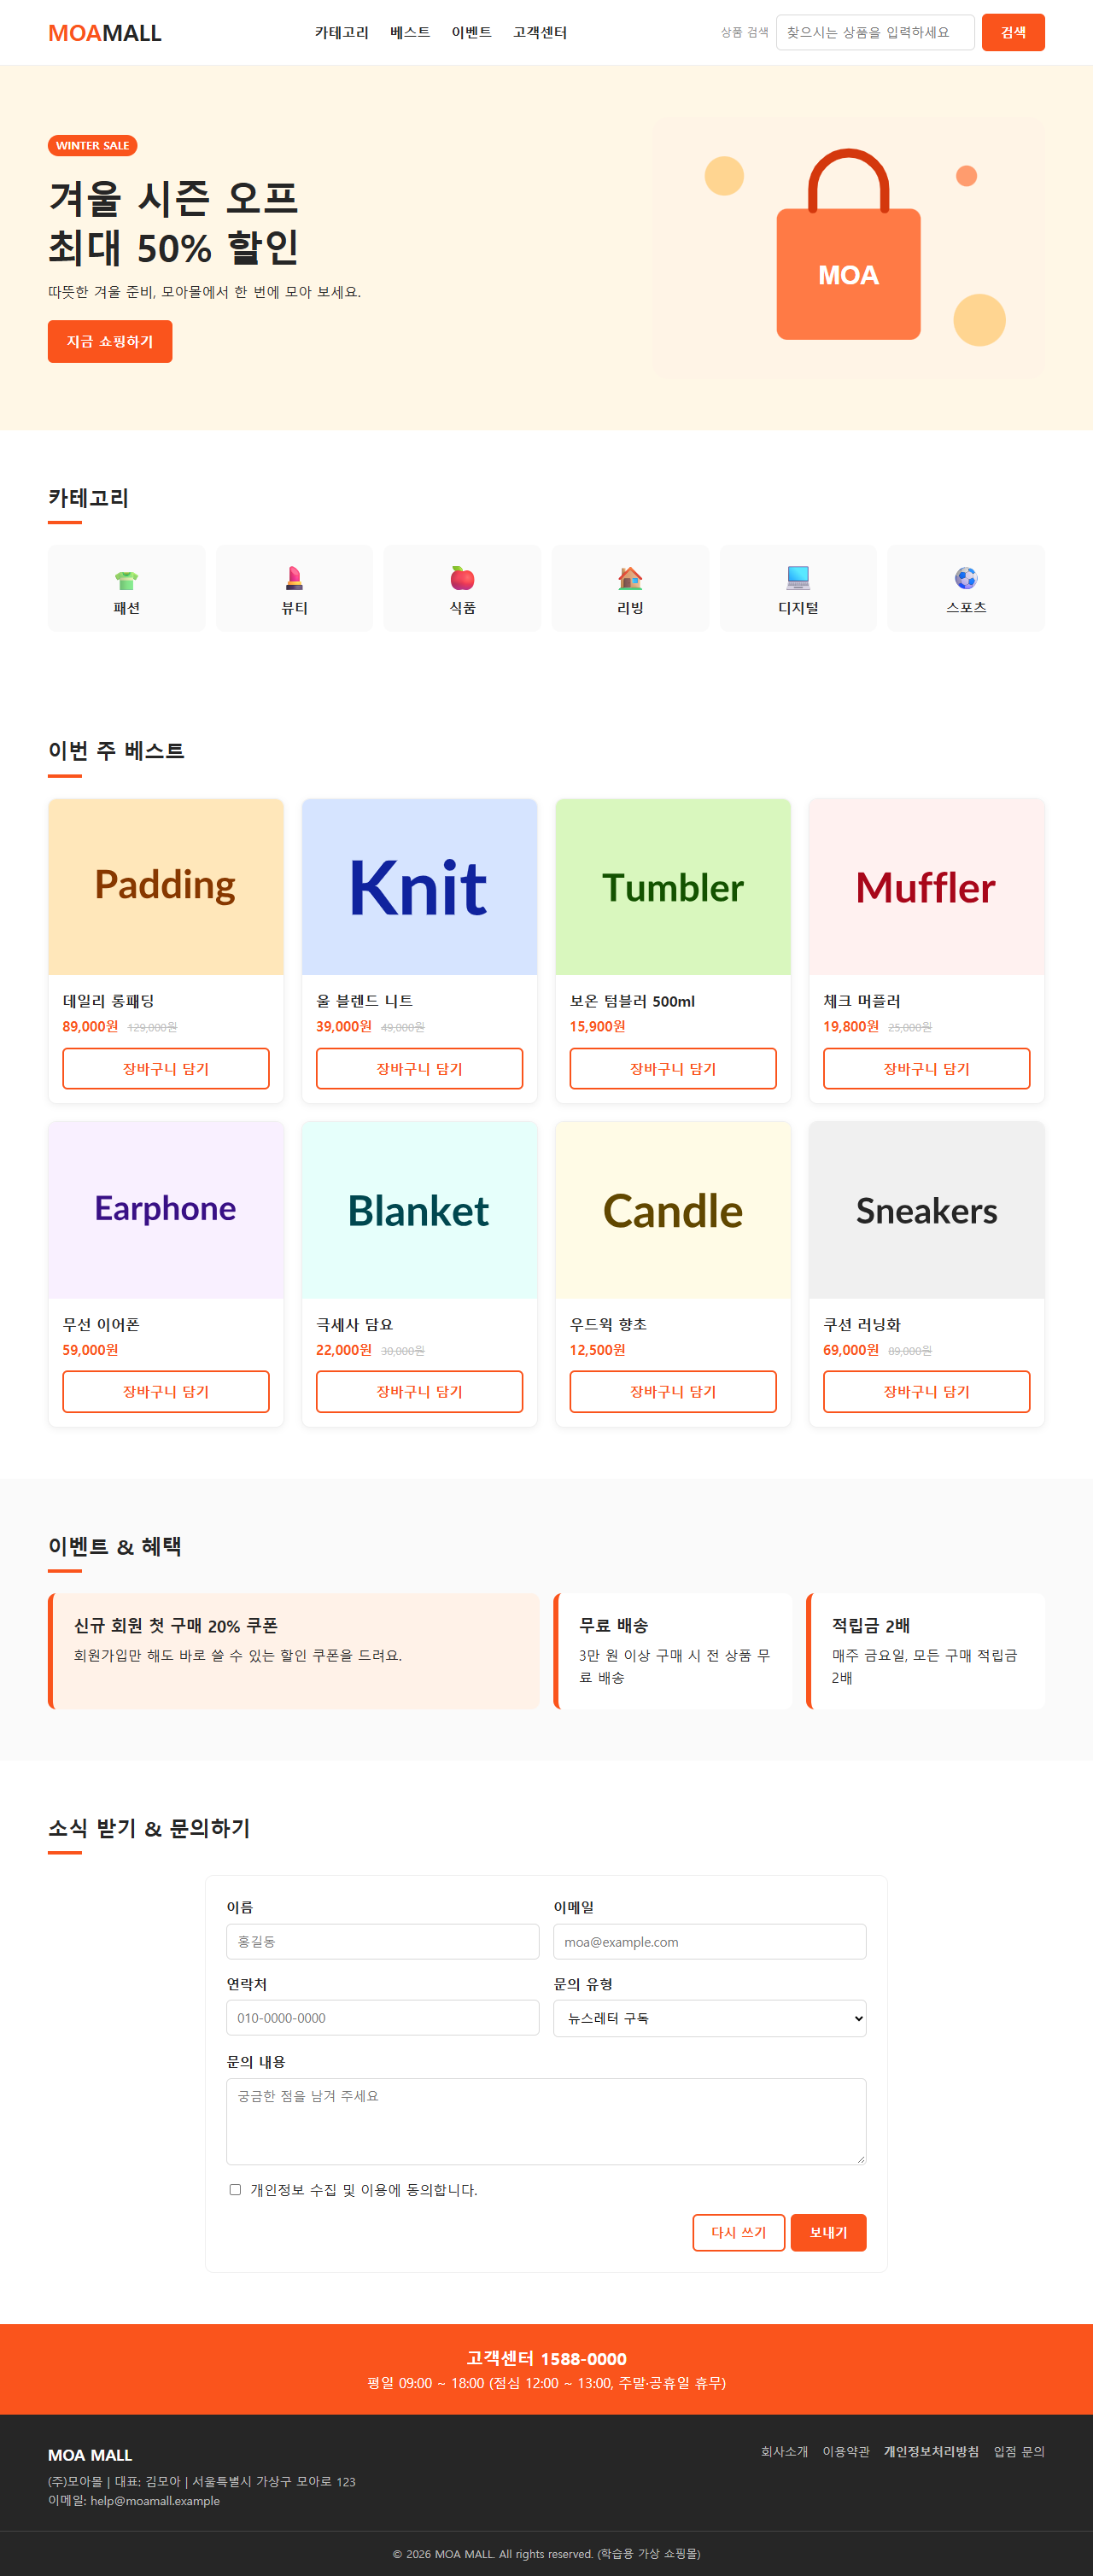 MOAMALL
카테고리 베스트 이벤트 고객센터
상품 검색 찾으시는 상품을 입력하세요 검색
WINTER SALE
겨울 시즌 오프
최대 50% 할인
따뜻한 겨울 준비, 모아몰에서 한 번에 모아 보세요.
지금 쇼핑하기
MOA
카테고리
패션 뷰티 식품 리빙 디지털 스포츠
이번 주 베스트
Padding Knit Tumbler Muffler
데일리 롱패딩 울 블렌드 니트 보온 텀블러 500ml 체크 머플러
89,000원 129,000원 39,000원 49,000원 15,900원 19,800원 25,000원
장바구니 담기 장바구니 담기 장바구니 담기 장바구니 담기
Earphone Blanket Candle Sneakers
무선 이어폰 극세사 담요 우드윅 향초 쿠션 러닝화
59,000원 22,000원 30,000원 12,500원 69,000원 89,000원
장바구니 담기 장바구니 담기 장바구니 담기 장바구니 담기
이벤트 & 혜택
신규 회원 첫 구매 20% 쿠폰
회원가입만 해도 바로 쓸 수 있는 할인 쿠폰을 드려요.
무료 배송
3만 원 이상 구매 시 전 상품 무
료 배송
적립금 2배
매주 금요일, 모든 구매 적립금
2배
소식 받기 & 문의하기
이름 이메일
홍길동 moa@example.com
연락처 문의 유형
010-0000-0000 뉴스레터 구독
문의 내용
궁금한 점을 남겨 주세요
개인정보 수집 및 이용에 동의합니다.
다시 쓰기 보내기
고객센터 1588-0000
평일 09:00 ~ 18:00 (점심 12:00 ~ 13:00, 주말·공휴일 휴무)
MOA MALL
회사소개 이용약관 개인정보처리방침 입점 문의
(주)모아몰 | 대표: 김모아 | 서울특별시 가상구 모아로 123
이메일: help@moamall.example
© 2026 MOA MALL. All rights reserved. (학습용 가상 쇼핑몰)